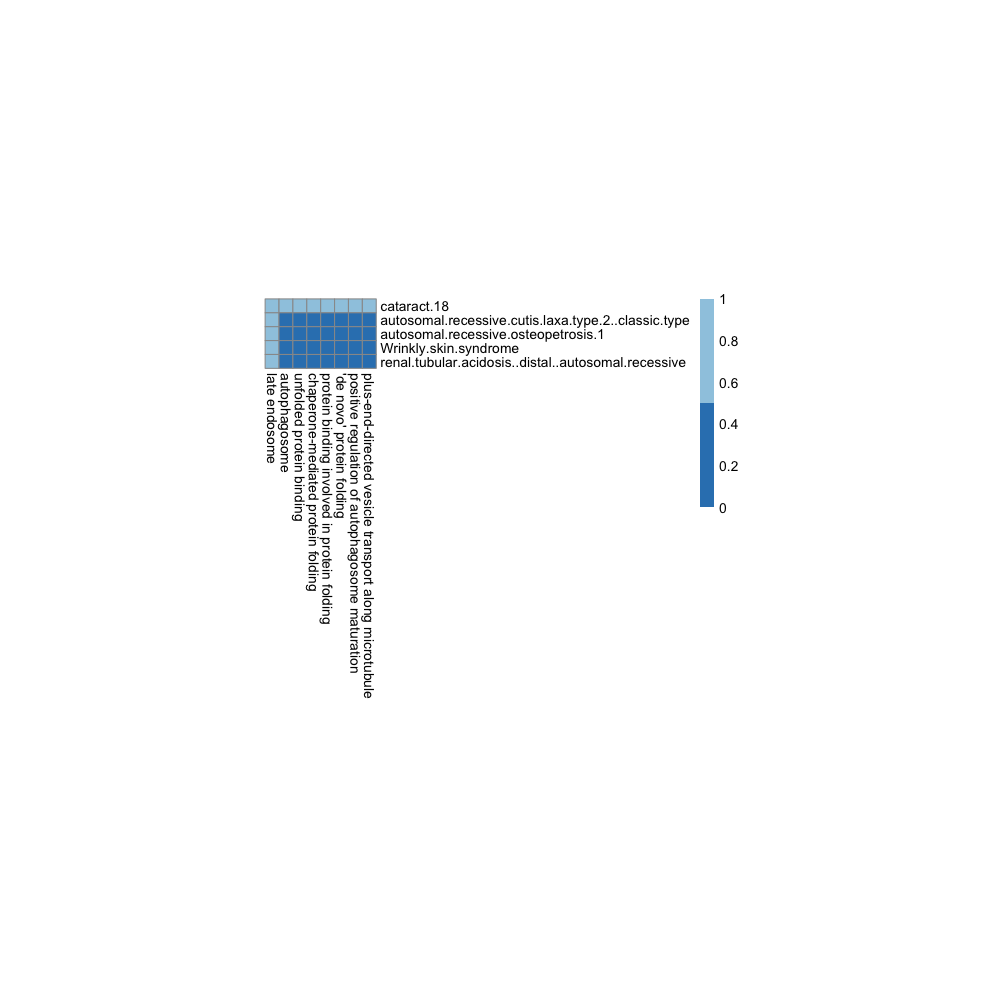 cataract.18
autosomal.recessive.cutis.laxa.type.2..classic.type
autosomal.recessive.osteopetrosis.1
Wrinkly.skin.syndrome
renal.tubular.acidosis..distal..autosomal.recessive
late endosome
autophagosome
unfolded protein binding
chaperone-mediated protein folding
protein binding involved in protein folding
'de novo' protein folding
positive regulation of autophagosome maturation
plus-end-directed vesicle transport along microtubule
1
0.8
0.6
0.4
0.2
0